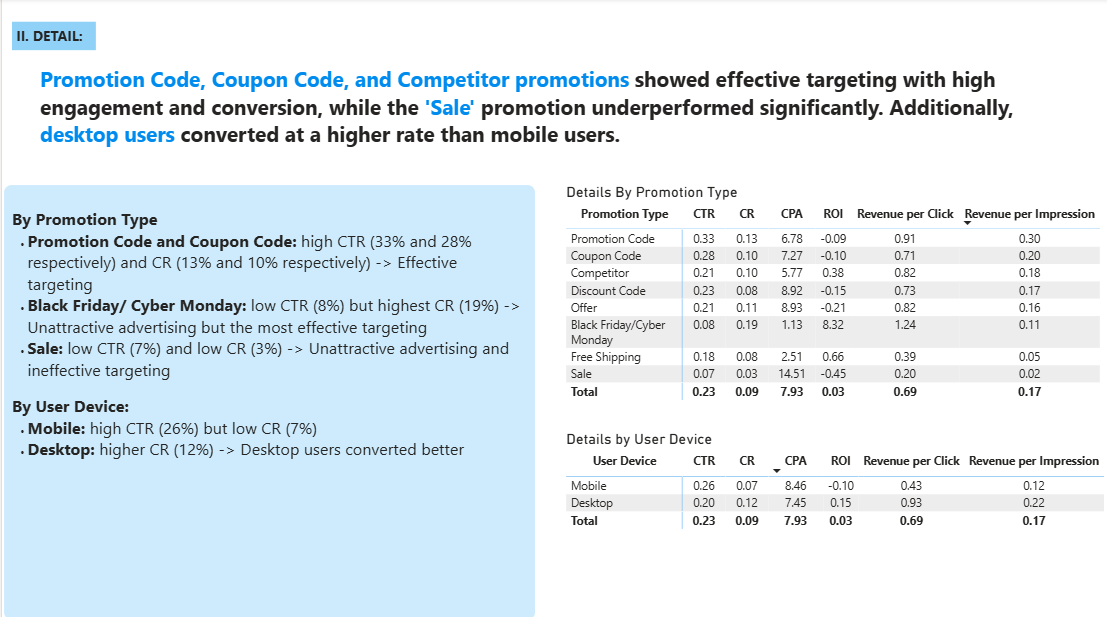 II. DETAIL:
Promotion Code, Coupon Code, and Competitor promotions showed effective targeting with high
engagement and conversion, while the 'Sale' promotion underperformed significantly. Additionally,
desktop users converted at a higher rate than mobile users.
By Promotion Type
• Promotion Code and Coupon Code: high CTR (33% and 28%
respectively) and CR (13% and 10% respectively) -> Effective
targeting
• Black Friday/ Cyber Monday: low CTR (8%) but highest CR (19%) ->
Unattractive advertising but the most effective targeting
• Sale: low CTR (7%) and low CR (3%) -> Unattractive advertising and
ineffective targeting
By User Device:
• Mobile: high CTR (26%) but low CR (7%)
• Desktop: higher CR (12%) -> Desktop users converted better
Details By Promotion Type
Promotion Type CTR CR CPA ROI Revenue per Click Revenue per Impression
Promotion Code 0.33 0.13 6.78 -0.09 0.91 0.30
Coupon Code 0.28 0.10 7.27 -0.10 0.71 0.20
Competitor 0.21 0.10 5.77 0.38 0.82 0.18
Discount Code 0.23 0.08 8.92 -0.15 0.73 0.17
Offer 0.21 0.11 8.93 -0.21 0.82 0.16
Black Friday/Cyber 0.08 0.19 1.13 8.32 1.24 0.11
Monday
Free Shipping 0.18 0.08 2.51 0.66 0.39 0.05
Sale 0.07 0.03 14.51 -0.45 0.20 0.02
Total 0.23 0.09 7.93 0.03 0.69 0.17
Details by User Device
User Device CTR CR CPA ROI Revenue per Click Revenue per Impression
Mobile 0.26 0.07 8.46 -0.10 0.43 0.12
Desktop 0.20 0.12 7.45 0.15 0.93 0.22
Total 0.23 0.09 7.93 0.03 0.69 0.17